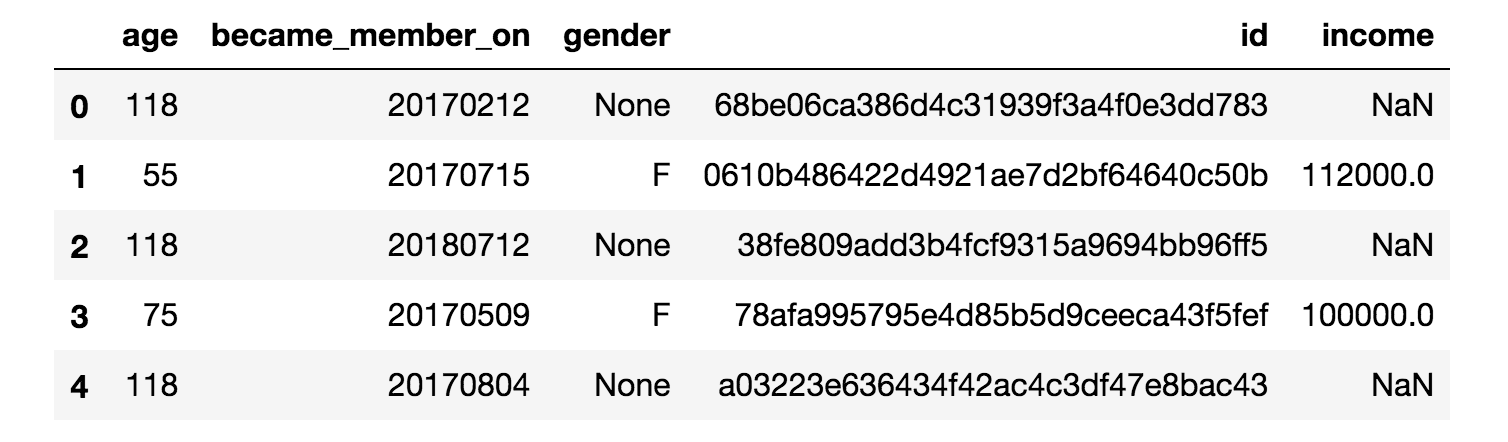 age became_member_on gender id income
0 118 20170212 None 68be06ca386d4c31939f3a4f0e3dd783 NaN
1 55 20170715 F 0610b486422d4921ae7d2bf64640c50b 112000.0
2 118 20180712 None 38fe809add3b4fcf9315a9694bb96ff5 NaN
3 75 20170509 F 78afa995795e4d85b5d9ceeca43f5fef 100000.0
4 118 20170804 None a03223e636434f42ac4c3df47e8bac43 NaN